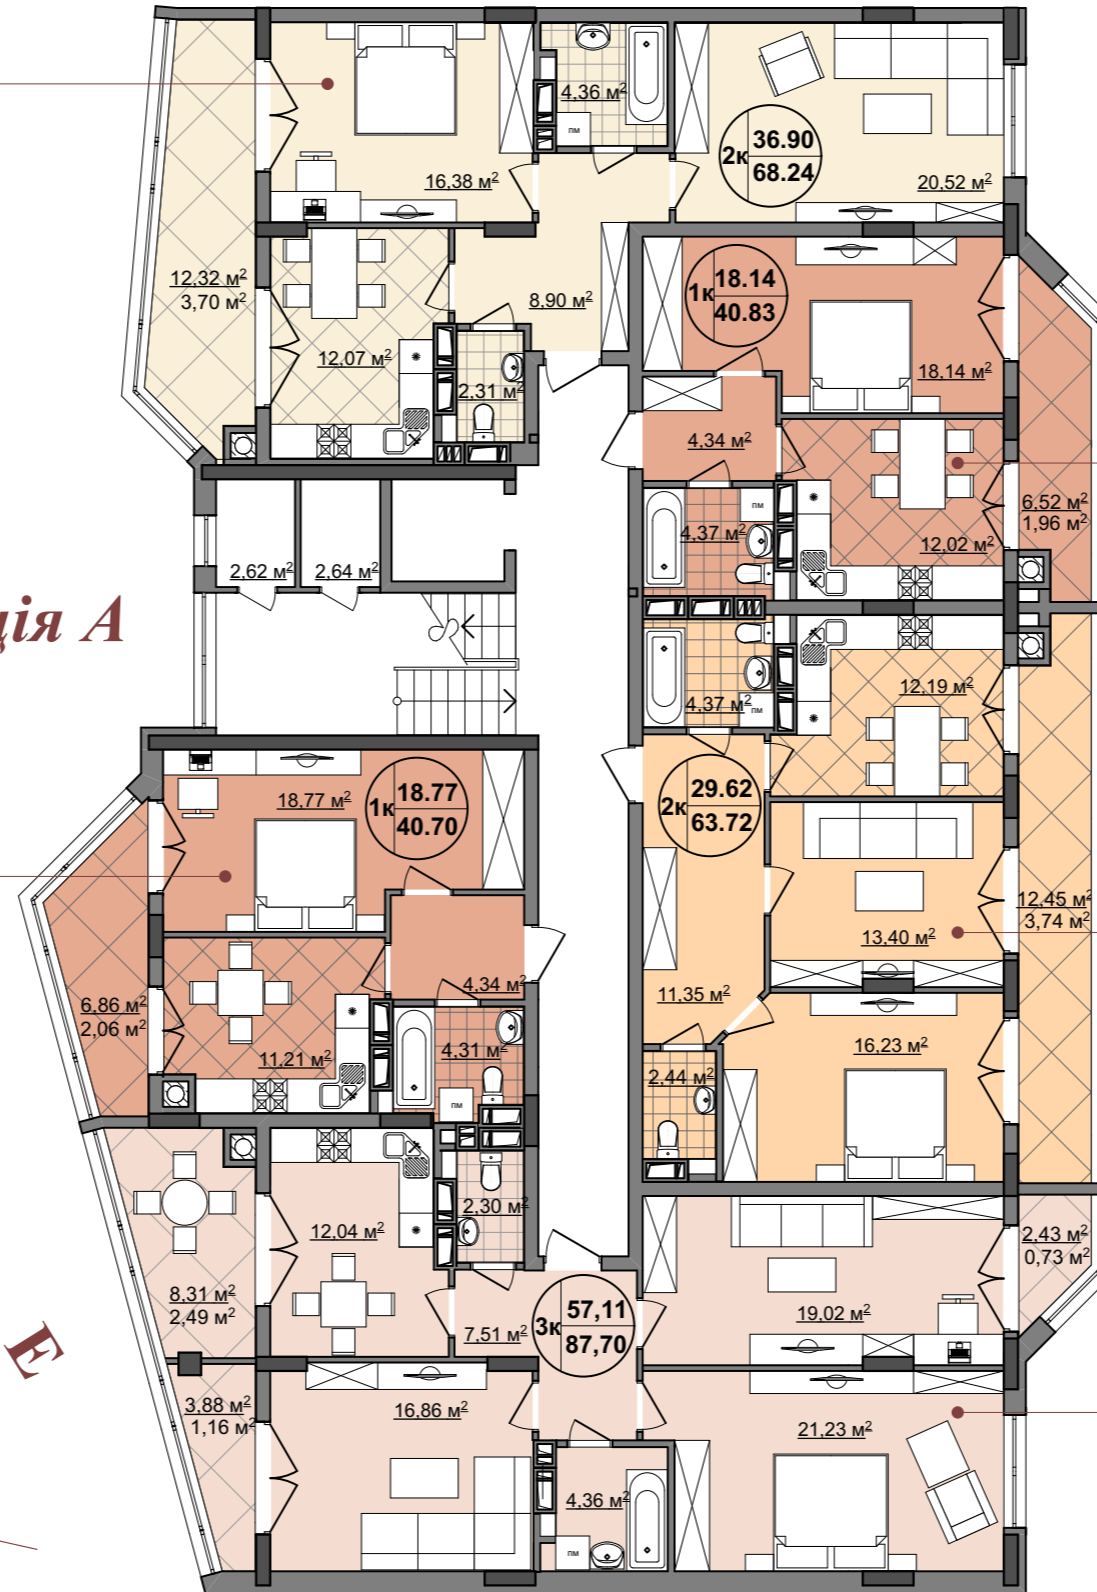 4,36 м²
пм
2к
36.90
68.24
16,38 м²
20,52 м²
12,32 м²
3,70 м²
8,90 м²
1к
18.14
40.83
12,07 м²
2,31 м²
18,14 м²
4,34 м²
пм
6,52 м²
1,96 м²
4,37 м²
12,02 м²
2,62 м²
2,64 м²
ція А
12,19 м²
4,37 м²
пм
18,77 м²
1к
18.77
40.70
2к
29.62
63.72
12,45 м²
3,74 м²
13,40 м²
4,34 м²
11,35 м²
6,86 м²
2,06 м²
11,21 м²
4,31 м²
16,23 м²
2,44 м²
пм
2,30 м²
12,04 м²
2,43 м²
0,73 м²
8,31 м²
2,49 м²
7,51 м²
3к
57,11
87,70
19,02 м²
Е
3,88 м²
1,16 м²
16,86 м²
21,23 м²
4,36 м²
пм